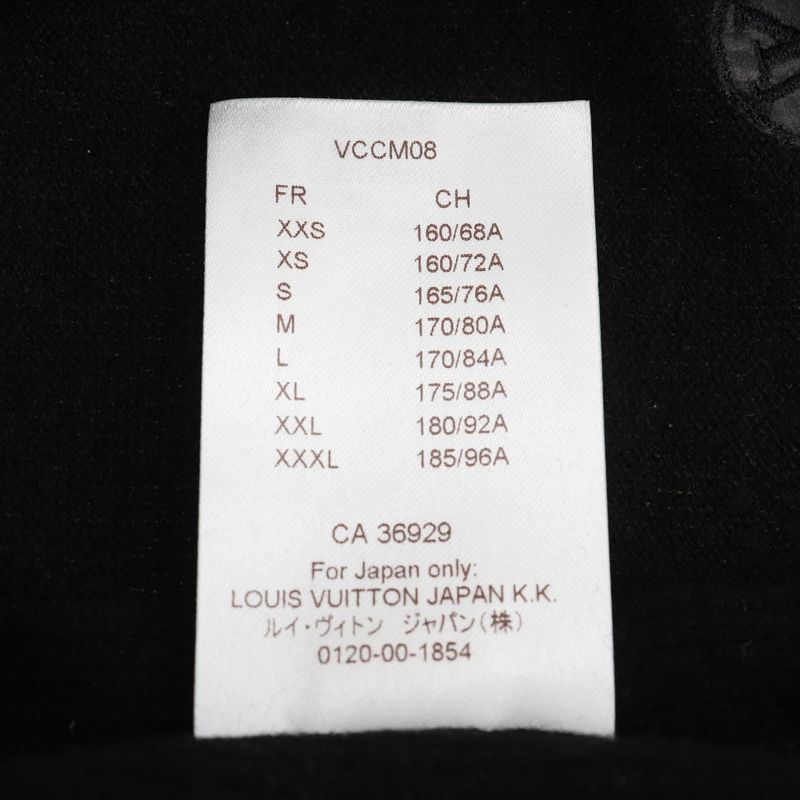 VCCM08
FR CH
XXS 160/68A
XS 160/72A
S 165/76A
M 170/80A
L 170/84A
XL 175/88A
XXL 180/92A
XXXL 185/96A
CA 36929
For Japan only:
LOUIS VUITTON JAPAN K.K.
ルイ・ヴィトン ジャパン(株)
0120-00-1854